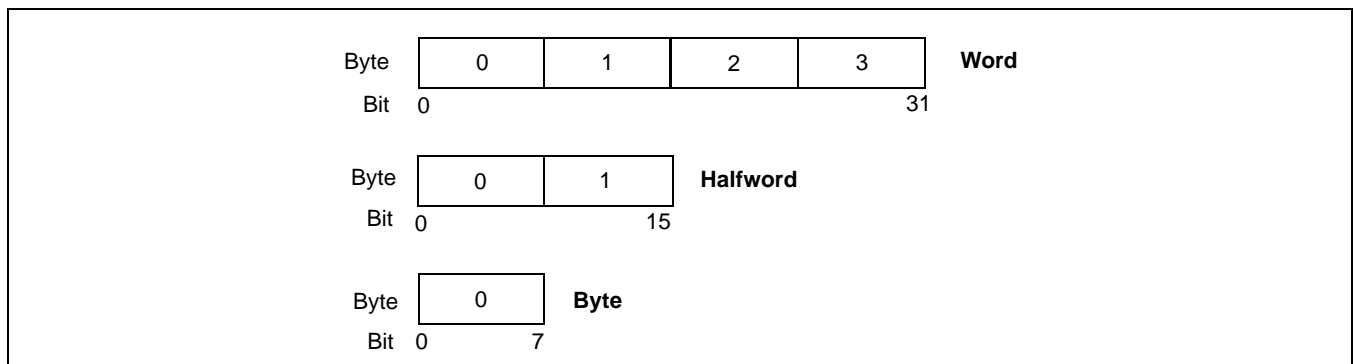 Byte 0 1 2 3 Word
Bit 0 31
Byte 0 1 Halfword
Bit 0 15
Byte 0 Byte
Bit 0 7